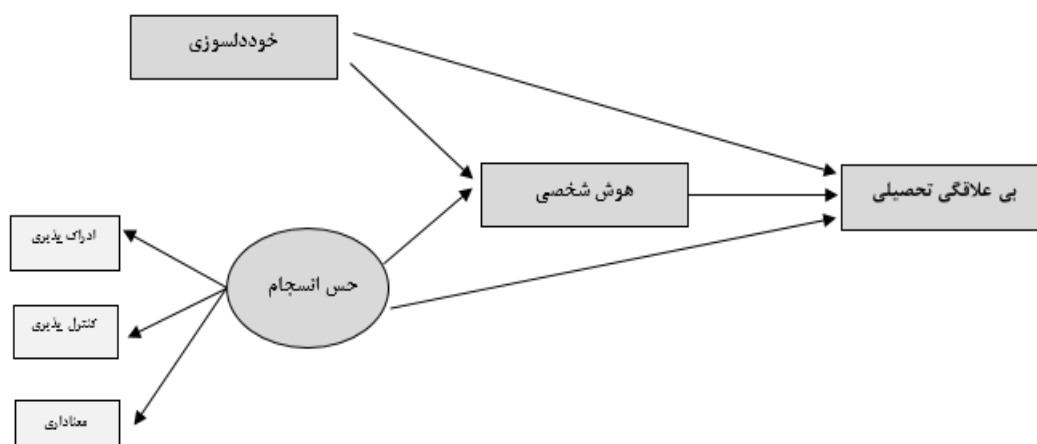 خوددلسوزی
هوش شخصی
بی علاقگی تحصیلی
ادراک پذیری
حس انسجام
کنترل پذیری
معناداری